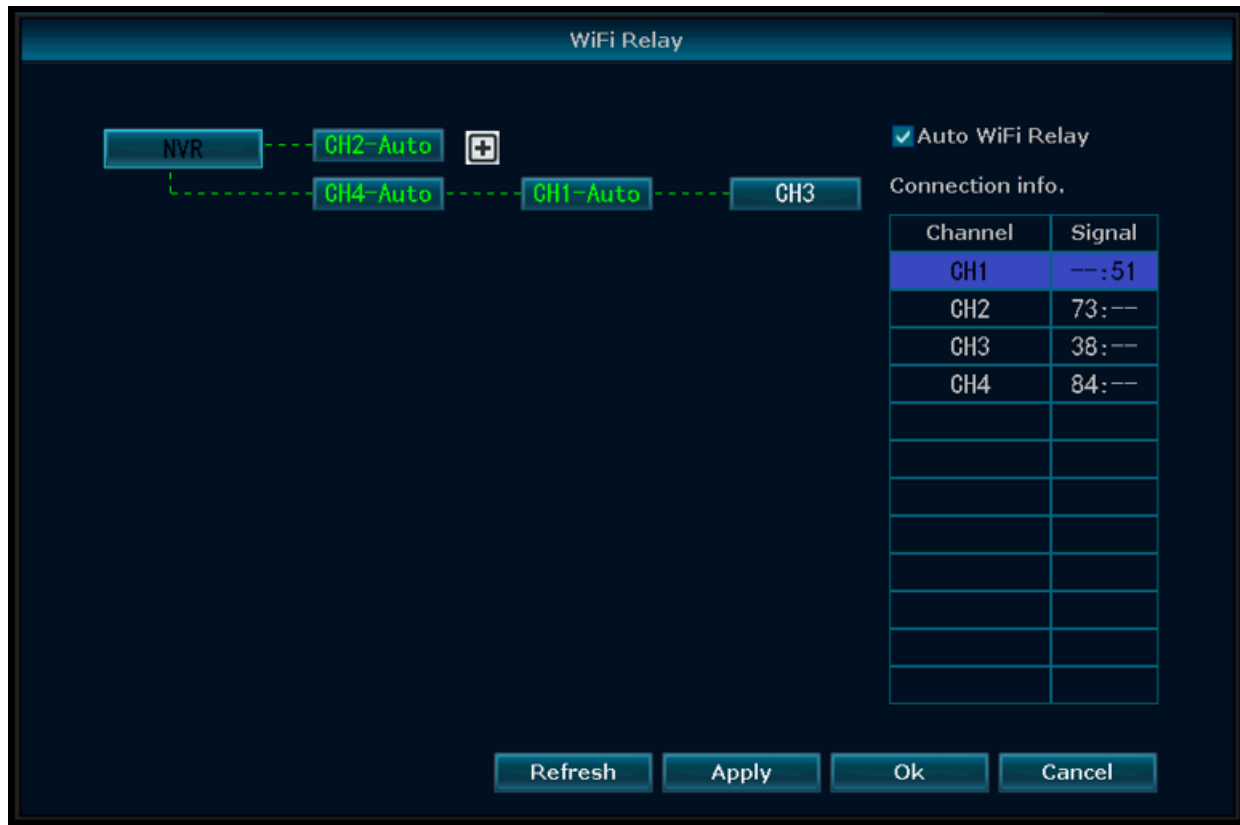 WiFi Relay
NVR CH2-Auto
CH4-Auto CH1-Auto CH3
Auto WiFi Relay
Connection info.
Channel Signal
CH1 --:51
CH2 73:--
CH3 38:--
CH4 84:--
Refresh Apply Ok Cancel